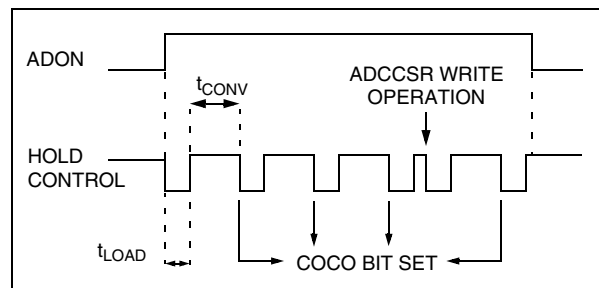 ADON
ADCCSR WRITE
OPERATION
tCONV
HOLD
CONTROL
tLOAD
COCO BIT SET